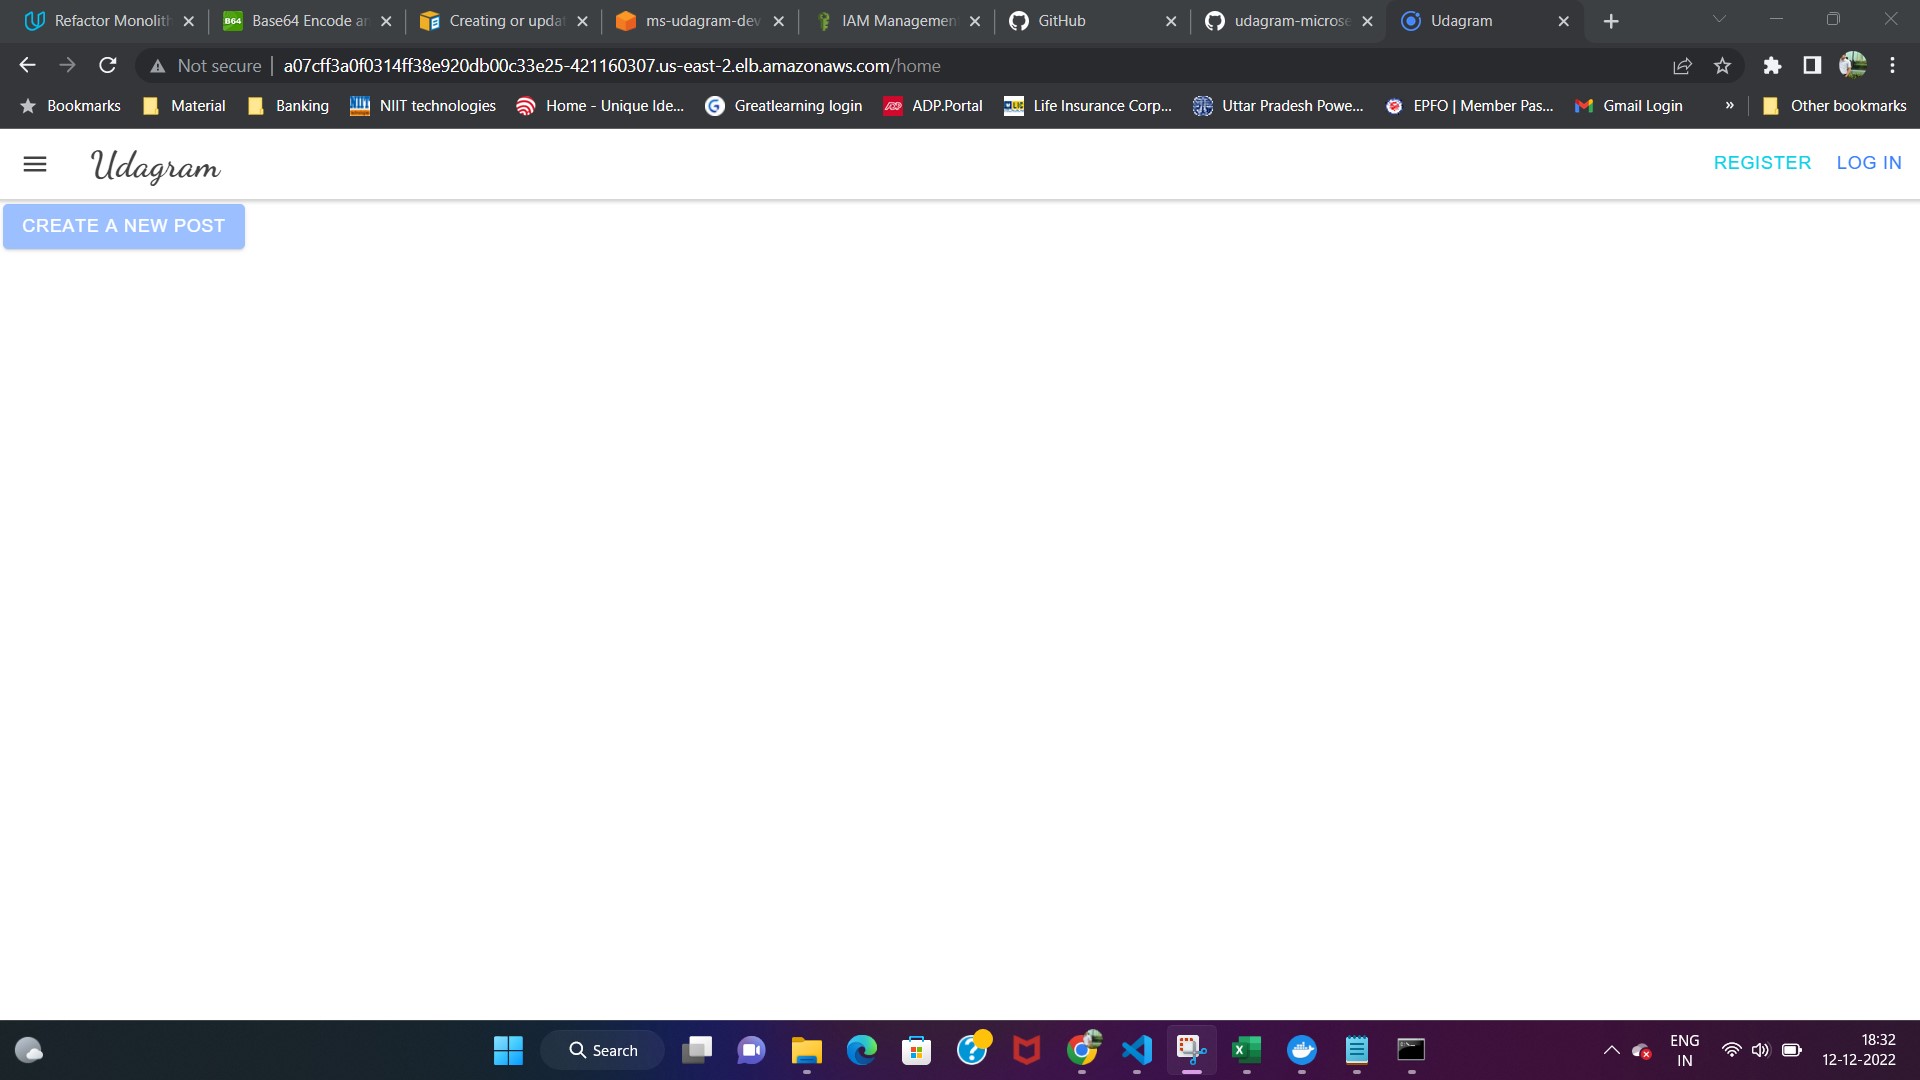 Refactor Monolith
B64
Base64 Encode an
Creating or updat
ms-udagram-dev
IAM Management
GitHub
udagram-microse
Udagram
Not secure
a07cff3a0f0314ff38e920db00c33e25-421160307.us-east-2.elb.amazonaws.com/home
Bookmarks
Material
Banking
NIIT technologies
Home - Unique Ide...
Greatlearning login
ADP.Portal
Life Insurance Corp...
Uttar Pradesh Powe...
EPFO | Member Pas...
Gmail Login
»
Other bookmarks
Udagram
REGISTER
LOG IN
CREATE A NEW POST
Search
ENG
IN
18:32
12-12-2022